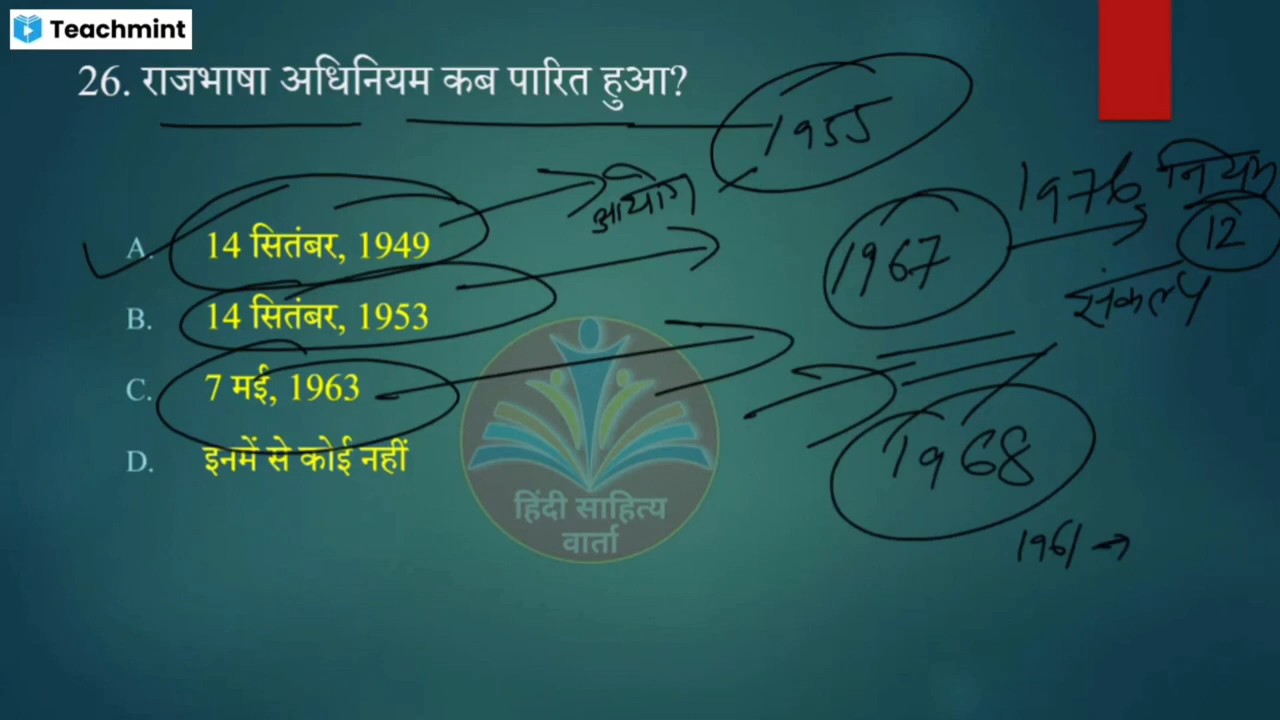 Teachmint
26. राजभाषा अधिनियम कब पारित हुआ?
1955
A. 14 सितंबर, 1949
आयोग
1967
1976 नियम
12
संकल्प
B. 14 सितंबर, 1953
C. 7 मई, 1963
D. इनमें से कोई नहीं
1968
1961 →
हिंदी साहित्य
वार्ता